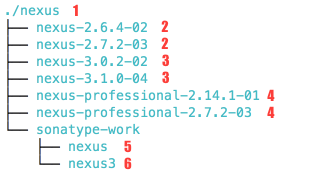 ./nexus 1
├── nexus-2.6.4-02 2
├── nexus-2.7.2-03 2
├── nexus-3.0.2-02 3
├── nexus-3.1.0-04 3
├── nexus-professional-2.14.1-01 4
├── nexus-professional-2.7.2-03 4
└── sonatype-work
    ├── nexus 5
    └── nexus3 6